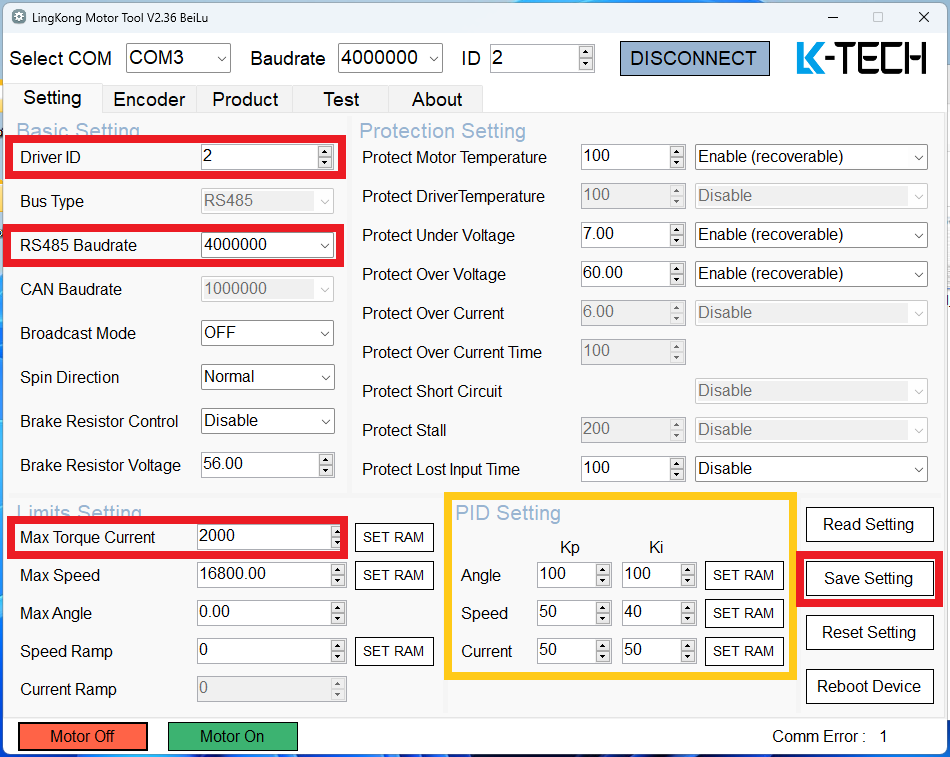 LingKong Motor Tool V2.36 BeiLu
Select COM COM3 Baudrate 4000000 ID 2 DISCONNECT K-TECH
Setting Encoder Product Test About
Basic Setting
Driver ID 2
Bus Type RS485
RS485 Baudrate 4000000
CAN Baudrate 1000000
Broadcast Mode OFF
Spin Direction Normal
Brake Resistor Control Disable
Brake Resistor Voltage 56.00
Protection Setting
Protect Motor Temperature 100 Enable (recoverable)
Protect DriverTemperature 100 Disable
Protect Under Voltage 7.00 Enable (recoverable)
Protect Over Voltage 60.00 Enable (recoverable)
Protect Over Current 6.00 Disable
Protect Over Current Time 100
Protect Short Circuit Disable
Protect Stall 200 Disable
Protect Lost Input Time 100 Disable
Limits Setting
Max Torque Current 2000 SET RAM
Max Speed 16800.00 SET RAM
Max Angle 0.00
Speed Ramp 0 SET RAM
Current Ramp 0
PID Setting
Kp Ki
Angle 100 100 SET RAM
Speed 50 40 SET RAM
Current 50 50 SET RAM
Read Setting
Save Setting
Reset Setting
Reboot Device
Motor Off Motor On Comm Error : 1